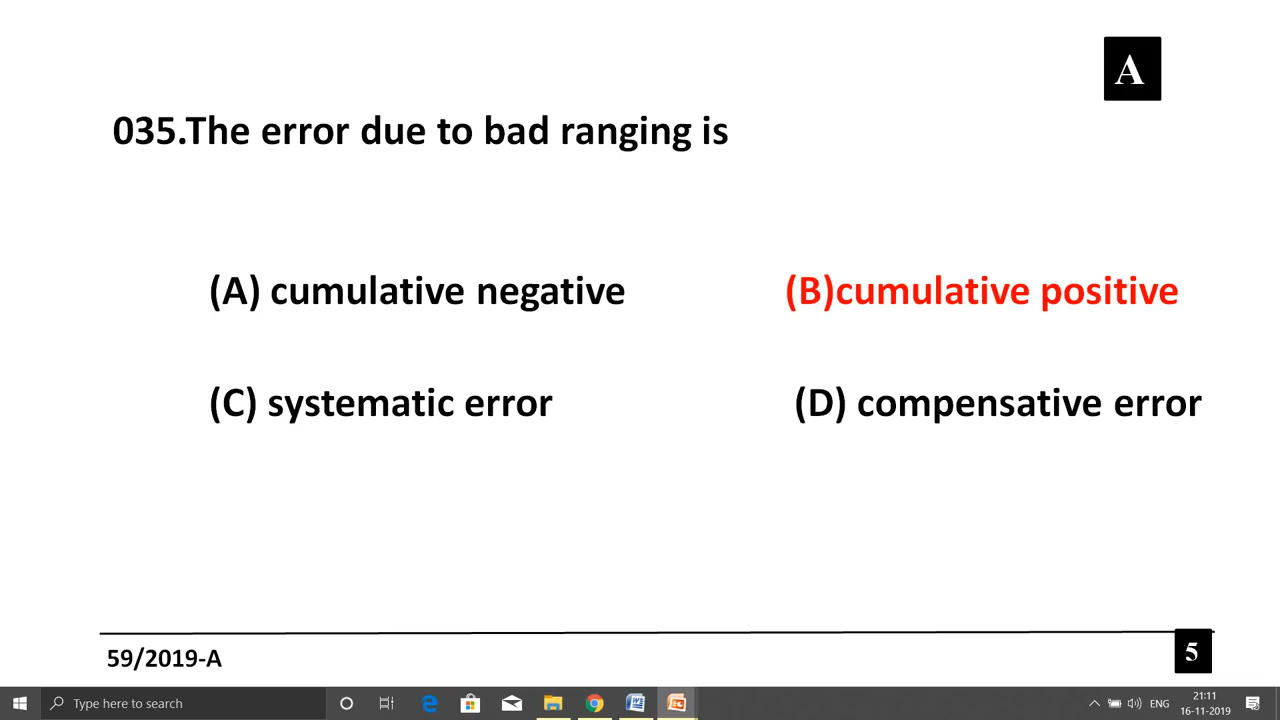 A
035.The error due to bad ranging is
(A) cumulative negative (B)cumulative positive
(C) systematic error (D) compensative error
59/2019-A
5
Type here to search
ENG
21:11
16-11-2019